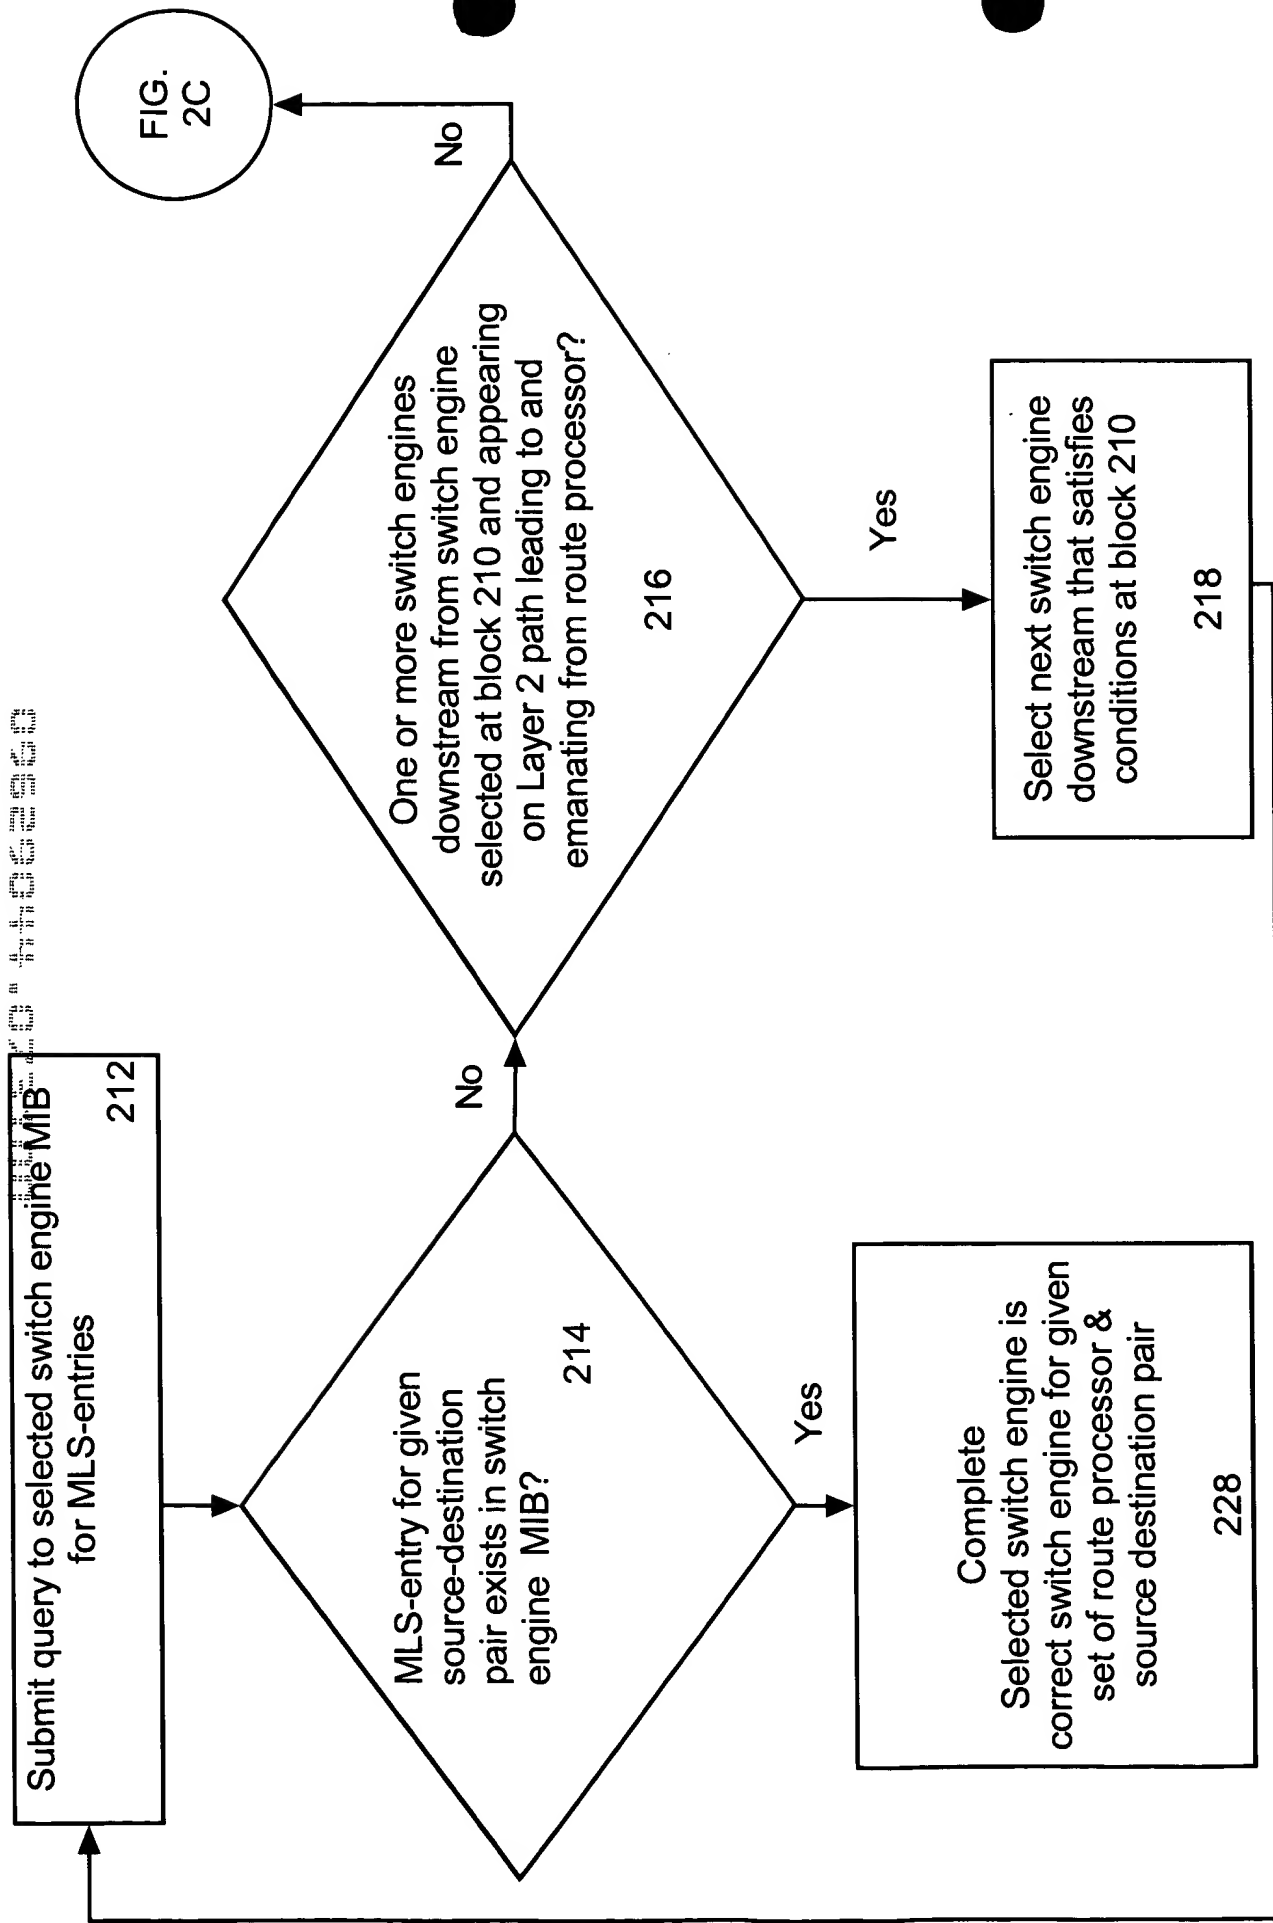 Submit query to selected switch engine MIB
for MLS-entries
212
MLS-entry for given
source-destination
pair exists in switch
engine MIB?
214
No
Yes
Complete
Selected switch engine is
correct switch engine for given
set of route processor &
source destination pair
228
One or more switch engines
downstream from switch engine
selected at block 210 and appearing
on Layer 2 path leading to and
emanating from route processor?
216
No
FIG.
2C
Yes
Select next switch engine
downstream that satisfies
conditions at block 210
218